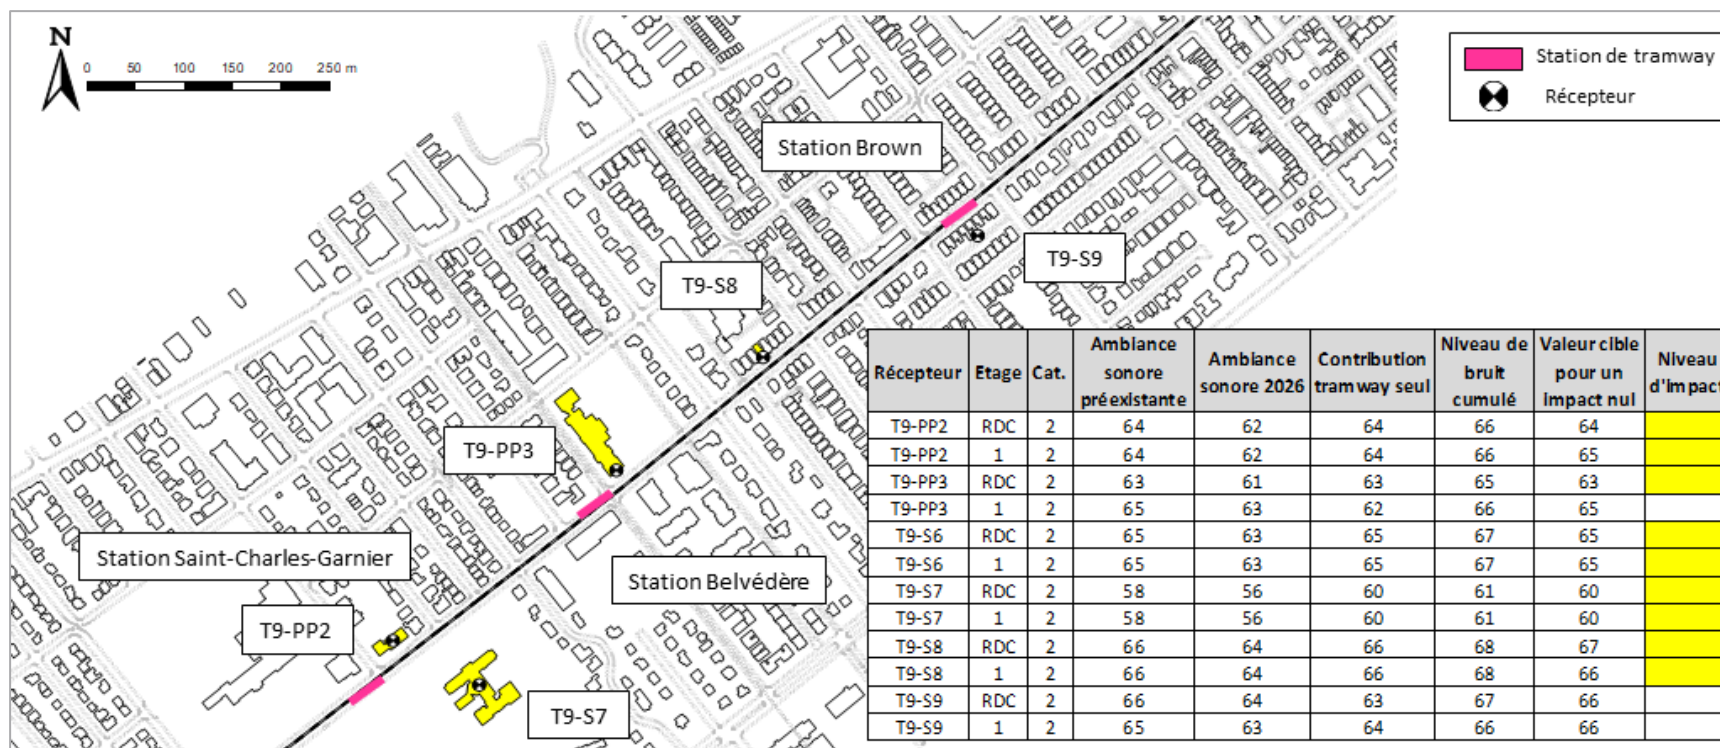 N
0 50 100 150 200 250 m
Station de tramway
Récepteur
Station Brown
T9-S9
T9-S8
T9-PP3
Station Saint-Charles-Garnier
Station Belvédère
T9-PP2
T9-S7
Récepteur Etage Cat. Ambiance sonore préexistante Ambiance sonore 2026 Contribution tramway seul Niveau de bruit cumulé Valeur cible pour un impact nul Niveau d'impact
T9-PP2 RDC 2 64 62 64 66 64
T9-PP2 1 2 64 62 64 66 65
T9-PP3 RDC 2 63 61 63 65 63
T9-PP3 1 2 65 63 62 66 65
T9-S6 RDC 2 65 63 65 67 65
T9-S6 1 2 65 63 65 67 65
T9-S7 RDC 2 58 56 60 61 60
T9-S7 1 2 58 56 60 61 60
T9-S8 RDC 2 66 64 66 68 67
T9-S8 1 2 66 64 66 68 66
T9-S9 RDC 2 66 64 63 67 66
T9-S9 1 2 65 63 64 66 66